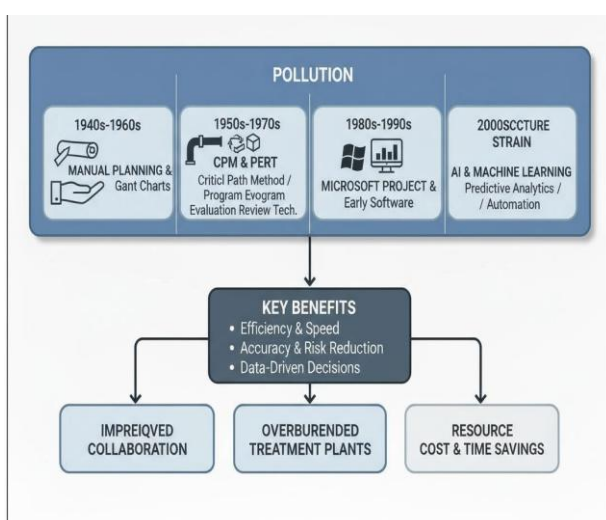 POLLUTION
1940s-1960s
MANUAL PLANNING &
Gant Charts
1950s-1970s
CPM & PERT
Criticl Path Method /
Program Evogram
Evaluation Review Tech.
1980s-1990s
MICROSOFT PROJECT &
Early Software
2000SCCTURE
STRAIN
AI & MACHINE LEARNING
Predictive Analytics /
/ Automation
KEY BENEFITS
• Efficiency & Speed
• Accuracy & Risk Reduction
• Data-Driven Decisions
IMPREIQVED
COLLABORATION
OVERBURENDED
TREATMENT PLANTS
RESOURCE
COST & TIME SAVINGS